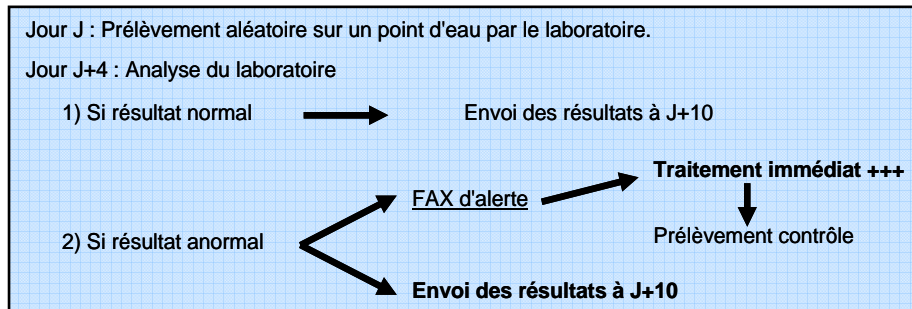 Jour J : Prélèvement aléatoire sur un point d'eau par le laboratoire.
Jour J+4 : Analyse du laboratoire
1) Si résultat normal
Envoi des résultats à J+10
Traitement immédiat +++
FAX d'alerte
2) Si résultat anormal
Prélèvement contrôle
Envoi des résultats à J+10